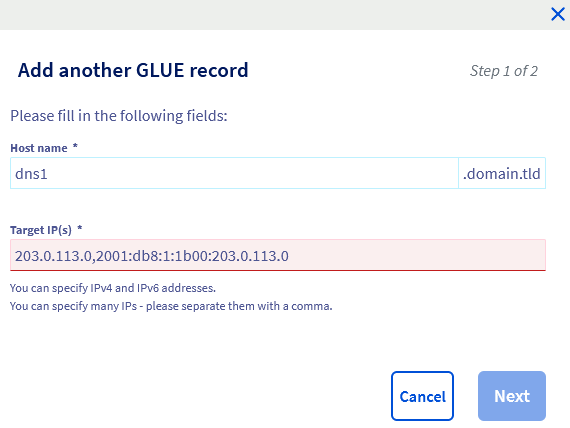 Add another GLUE record
Step 1 of 2
Please fill in the following fields:
Host name *
dns1
.domain.tld
Target IP(s) *
203.0.113.0,2001:db8:1:1b00:203.0.113.0
You can specify IPv4 and IPv6 addresses.
You can specify many IPs - please separate them with a comma.
Cancel
Next